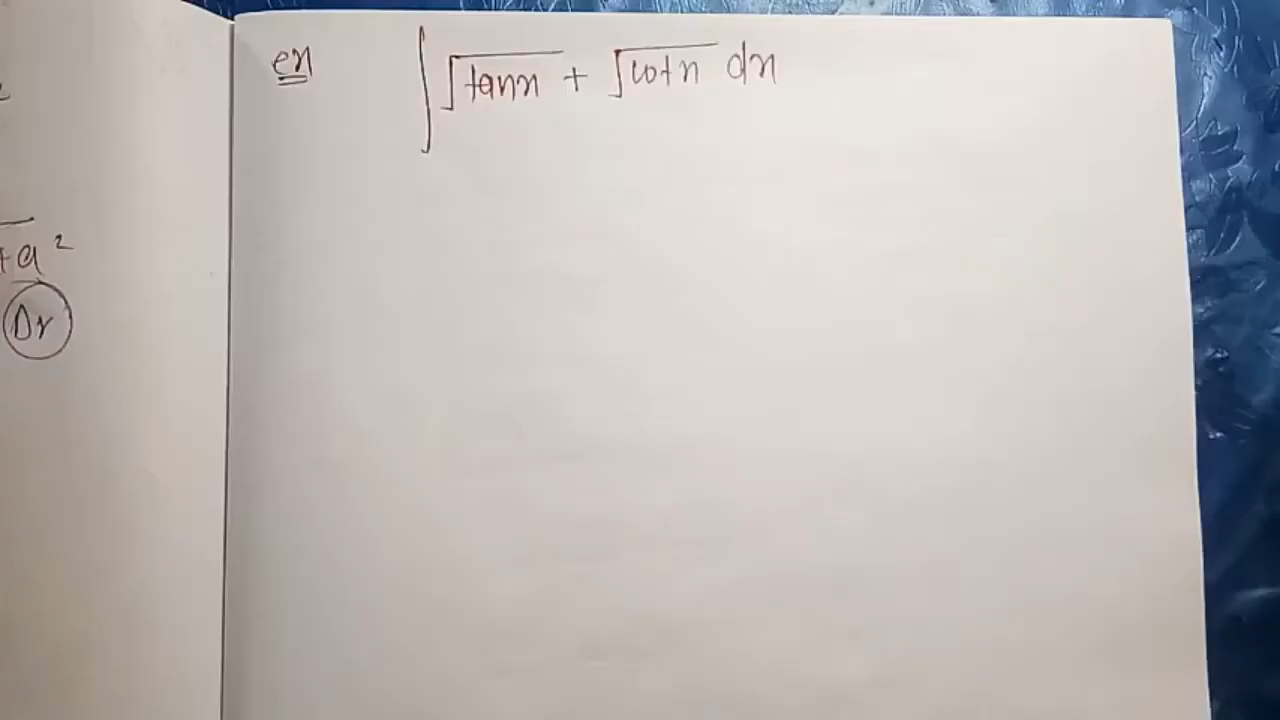 +a²
Dr
ex ∫ √tanx + √cotx dx